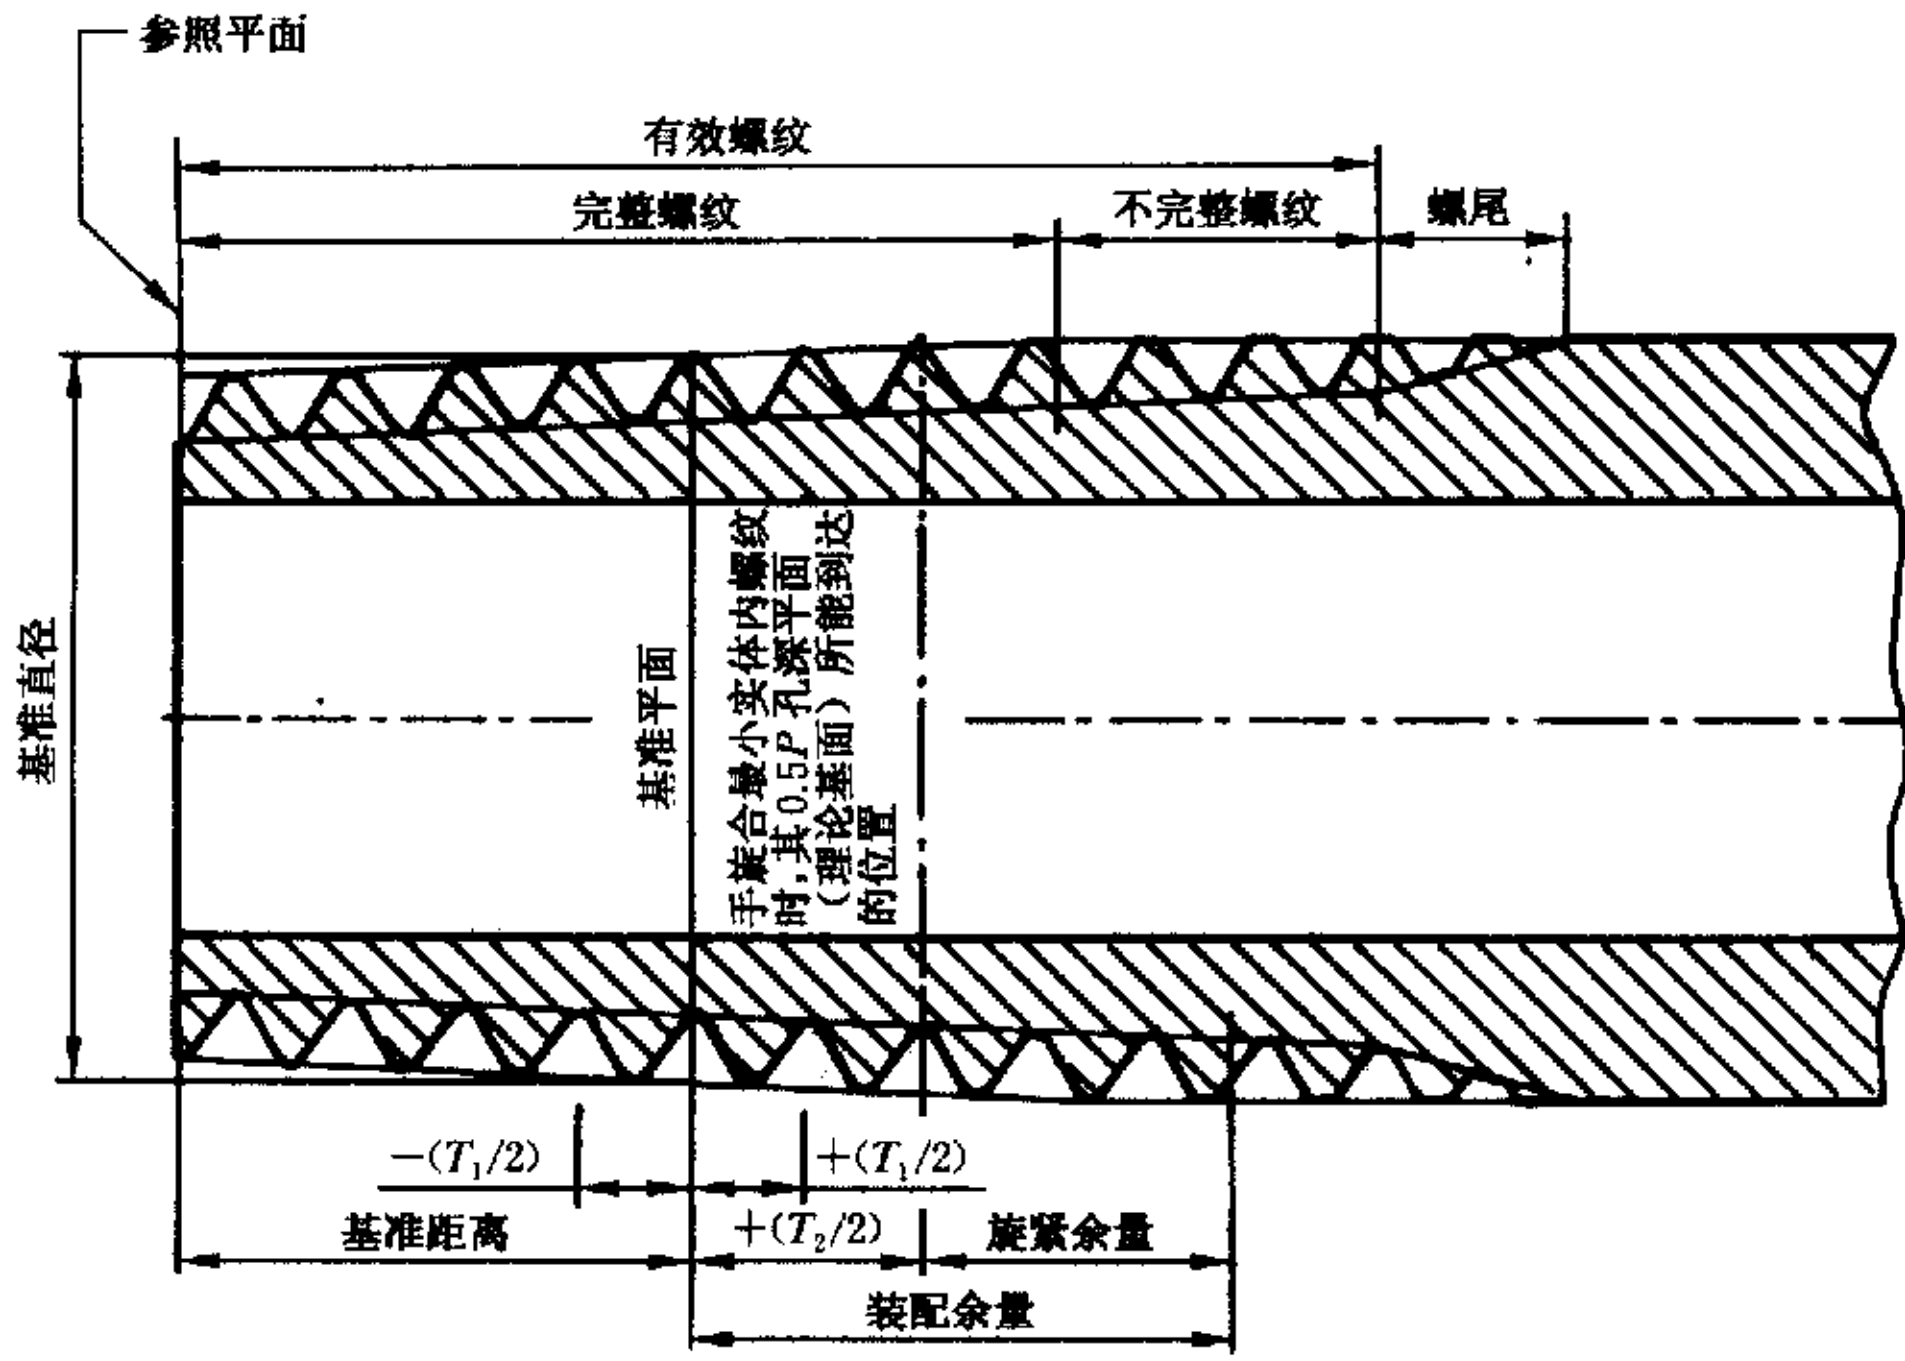 参照平面
有效螺纹
完整螺纹
不完整螺纹
螺尾
基准直径
基准平面
手旋合最小实体内螺纹
时,其0.5P孔深平面
(理论基面)所能到达
的位置
−(T₁/2)
+(T₁/2)
基准距离
+(T₂/2)
旋紧余量
装配余量